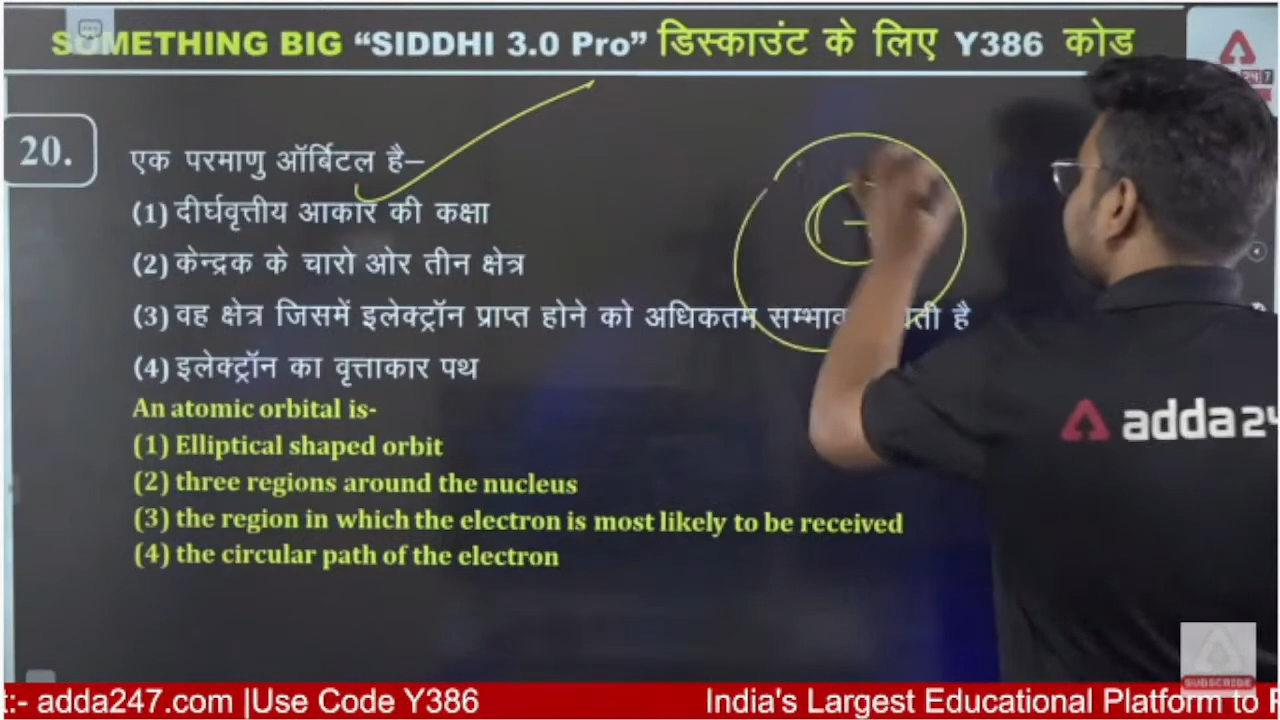 SOMETHING BIG “SIDDHI 3.0 Pro” डिस्काउंट के लिए Y386 कोड
20.
एक परमाणु ऑर्बिटल है–
(1) दीर्घवृत्तीय आकार की कक्षा
(2) केन्द्रक के चारो ओर तीन क्षेत्र
(3) वह क्षेत्र जिसमें इलेक्ट्रॉन प्राप्त होने को अधिकतम है
(4) इलेक्ट्रॉन का वृत्ताकार पथ
An atomic orbital is-
(1) Elliptical shaped orbit
(2) three regions around the nucleus
(3) the region in which the electron is most likely to be received
(4) the circular path of the electron
adda24
SUBSCRIBE
:- adda247.com |Use Code Y386
India's Largest Educational Platform to